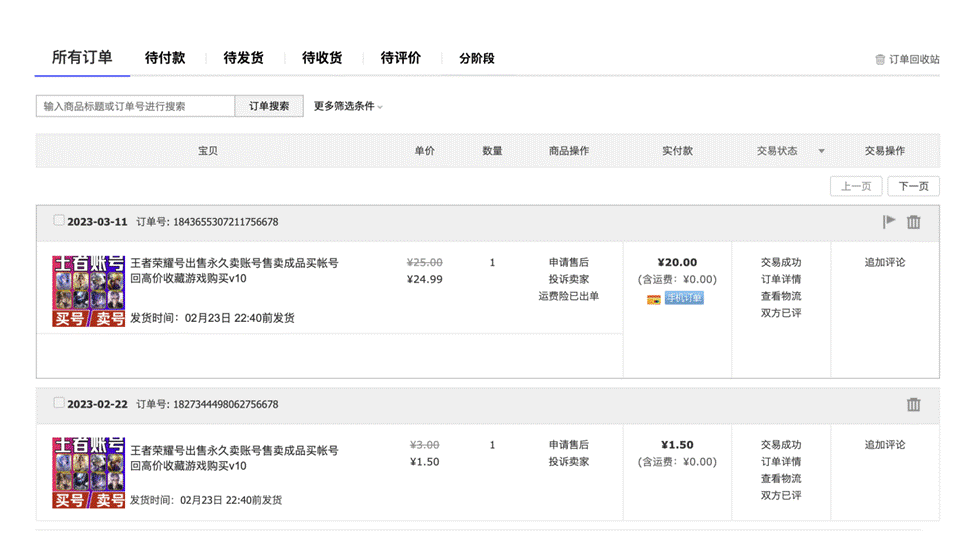 所有订单 待付款 待发货 待收货 待评价 分阶段 订单回收站
输入商品标题或订单号进行搜索 订单搜索 更多筛选条件
宝贝 单价 数量 商品操作 实付款 交易状态 交易操作
上一页 下一页
2023-03-11 订单号: 1843655307211756678
王者账号
买号 卖号
王者荣耀号出售永久卖账号售卖成品买帐号
回高价收藏游戏购买v10
发货时间：02月23日 22:40前发货
¥25.00
¥24.99
1
申请售后
投诉卖家
运费险已出单
¥20.00
(含运费：¥0.00)
手机订单
交易成功
订单详情
查看物流
双方已评
追加评论
2023-02-22 订单号: 1827344498062756678
王者账号
买号 卖号
王者荣耀号出售永久卖账号售卖成品买帐号
回高价收藏游戏购买v10
发货时间：02月23日 22:40前发货
¥3.00
¥1.50
1
申请售后
投诉卖家
¥1.50
(含运费：¥0.00)
交易成功
订单详情
查看物流
双方已评
追加评论